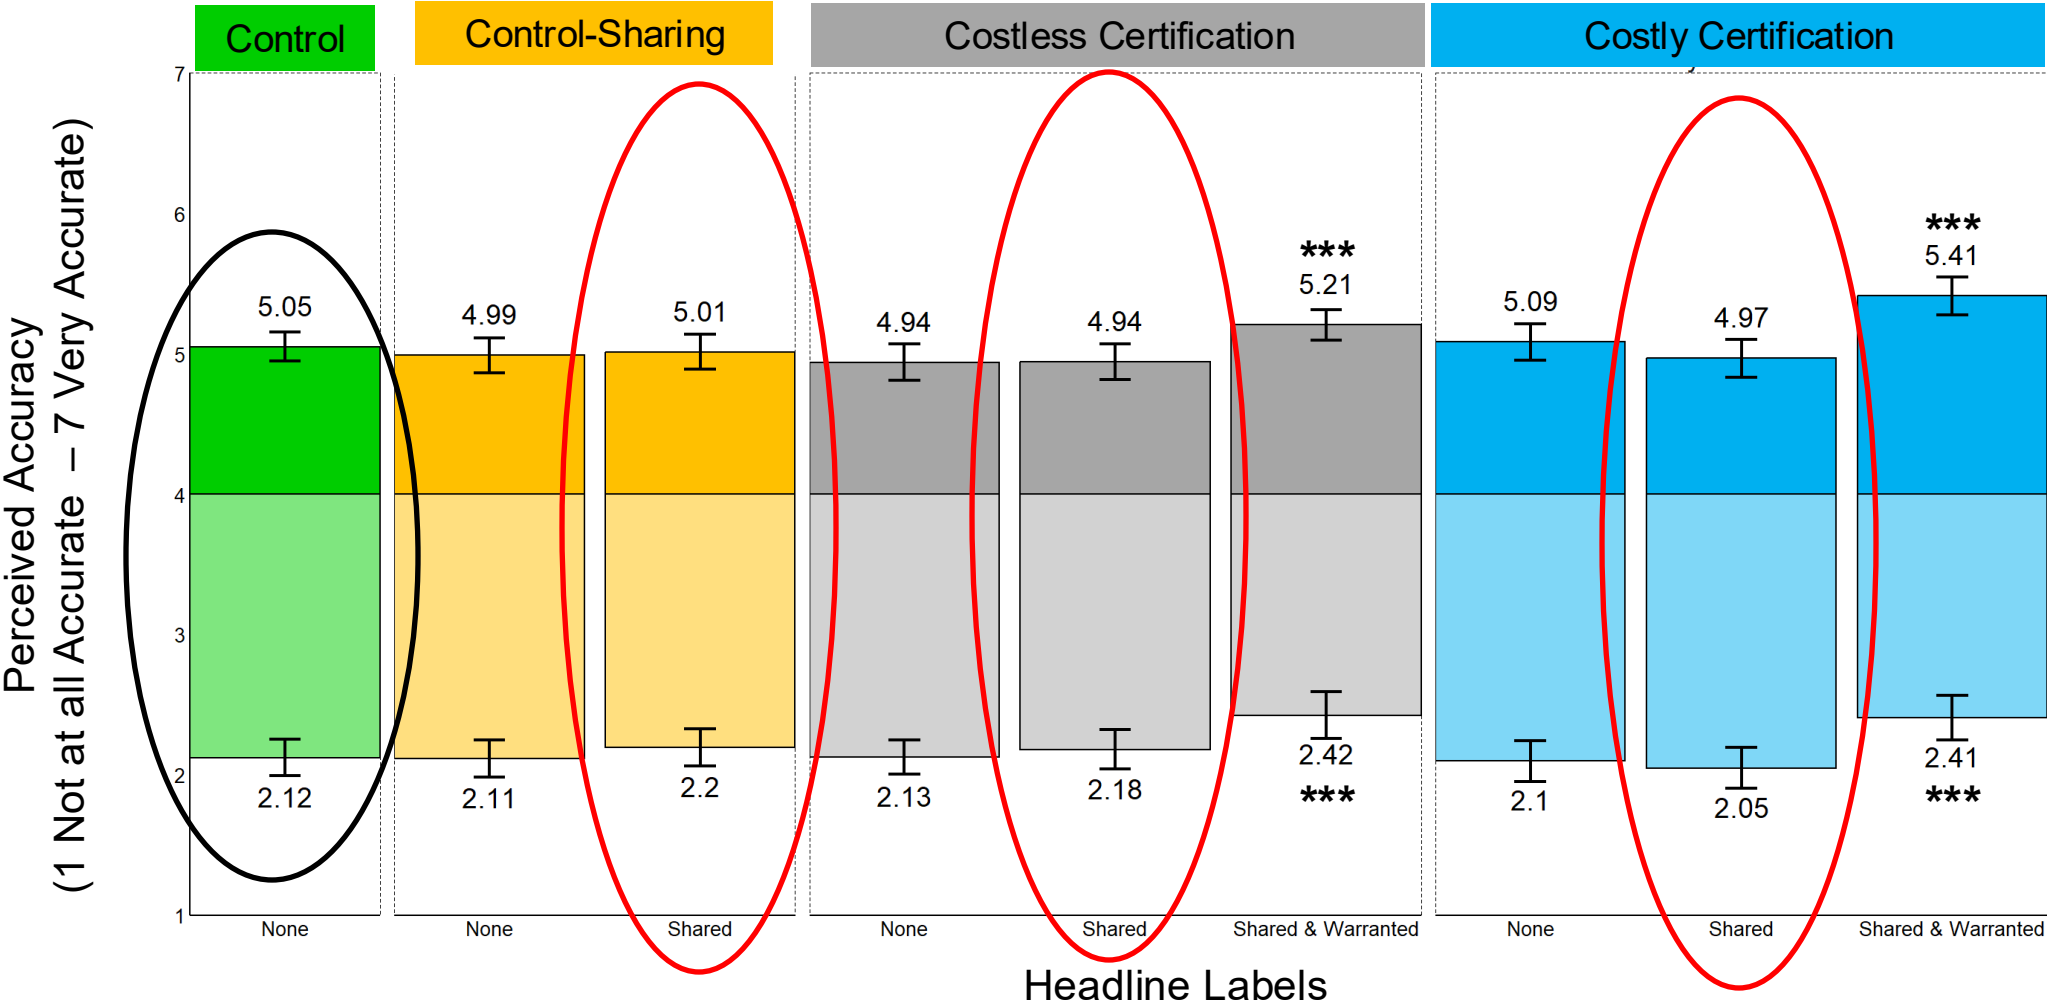 Control
Control-Sharing
Costless Certification
Costly Certification
Perceived Accuracy
(1 Not at all Accurate – 7 Very Accurate)
7
6
5
4
3
2
1
5.05
4.99
5.01
4.94
4.94
***
5.21
5.09
4.97
***
5.41
2.12
2.11
2.2
2.13
2.18
2.42
***
2.1
2.05
2.41
***
None
None
Shared
None
Shared
Shared & Warranted
None
Shared
Shared & Warranted
Headline Labels